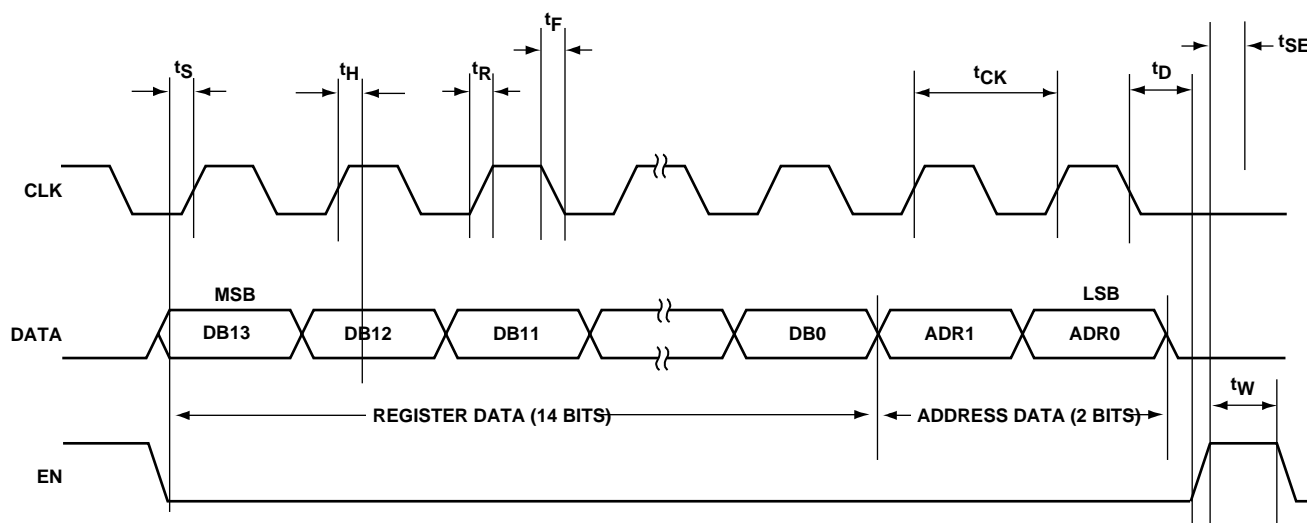 tF
tS
tH
tR
tCK
tD
tSE
CLK
MSB
LSB
DATA
DB13
DB12
DB11
DB0
ADR1
ADR0
tW
REGISTER DATA (14 BITS)
ADDRESS DATA (2 BITS)
EN